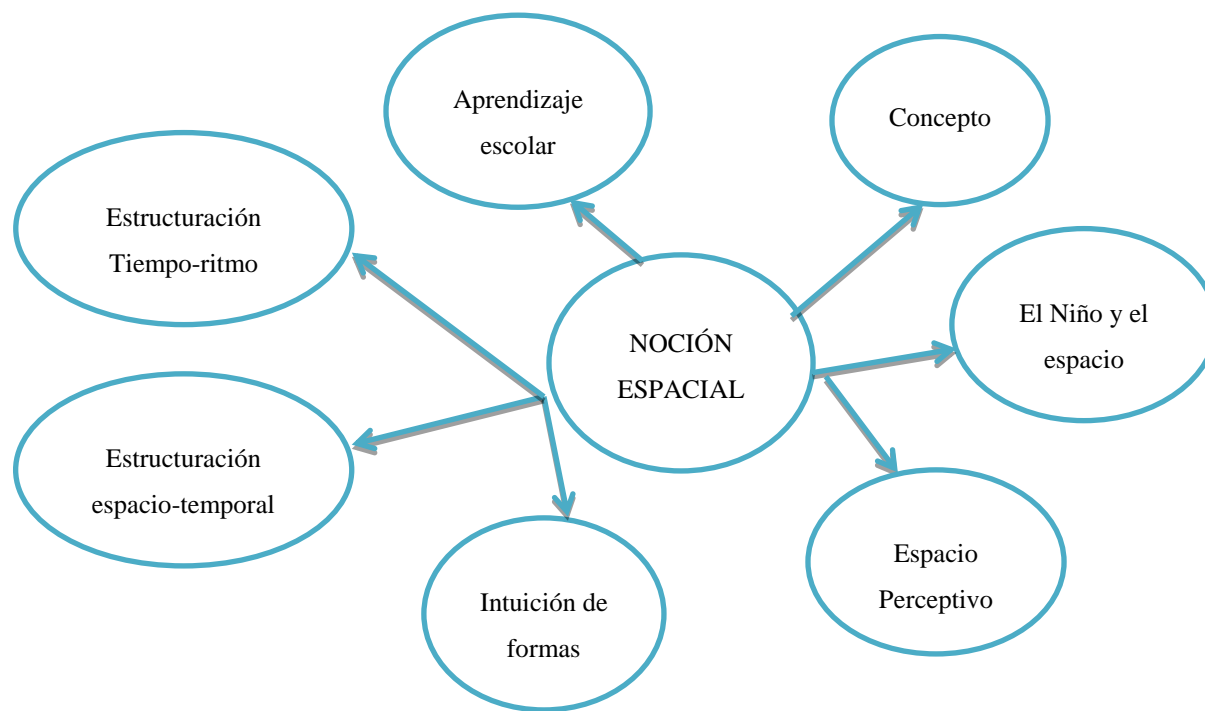 Aprendizaje
escolar
Concepto
Estructuración
Tiempo-ritmo
El Niño y el
espacio
NOCIÓN
ESPACIAL
Estructuración
espacio-temporal
Espacio
Perceptivo
Intuición de
formas